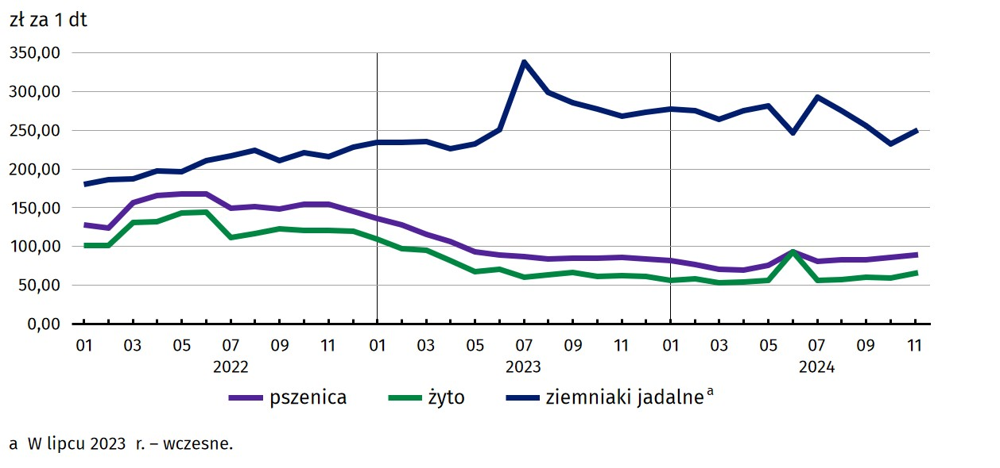 zł za 1 dt
350,00
300,00
250,00
200,00
150,00
100,00
50,00
0,00
01 03 05 07 09 11 01 03 05 07 09 11 01 03 05 07 09 11
2022 2023 2024
pszenica żyto ziemniaki jadalneᵃ
a W lipcu 2023 r. – wczesne.